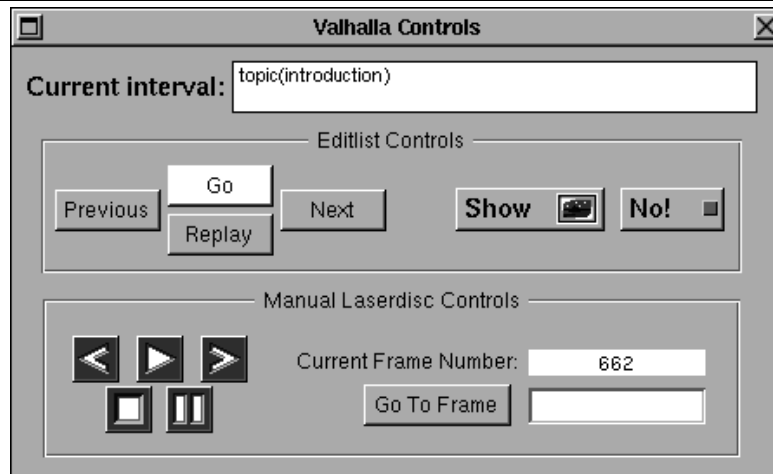 Valhalla Controls
Current interval: topic(introduction)
Editlist Controls
Go
Previous Next Show No!
Replay
Manual Laserdisc Controls
Current Frame Number: 662
Go To Frame